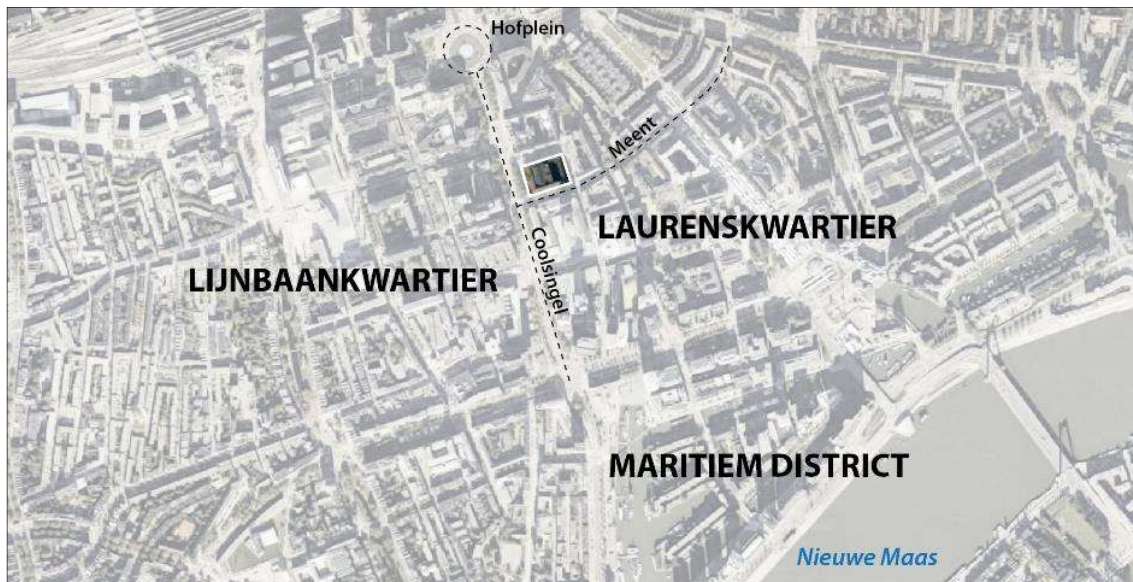 Hofplein
Meent
LAURENSKWARTIER
Coolsingel
LIJNBAANKWARTIER
MARITIEM DISTRICT
Nieuwe Maas